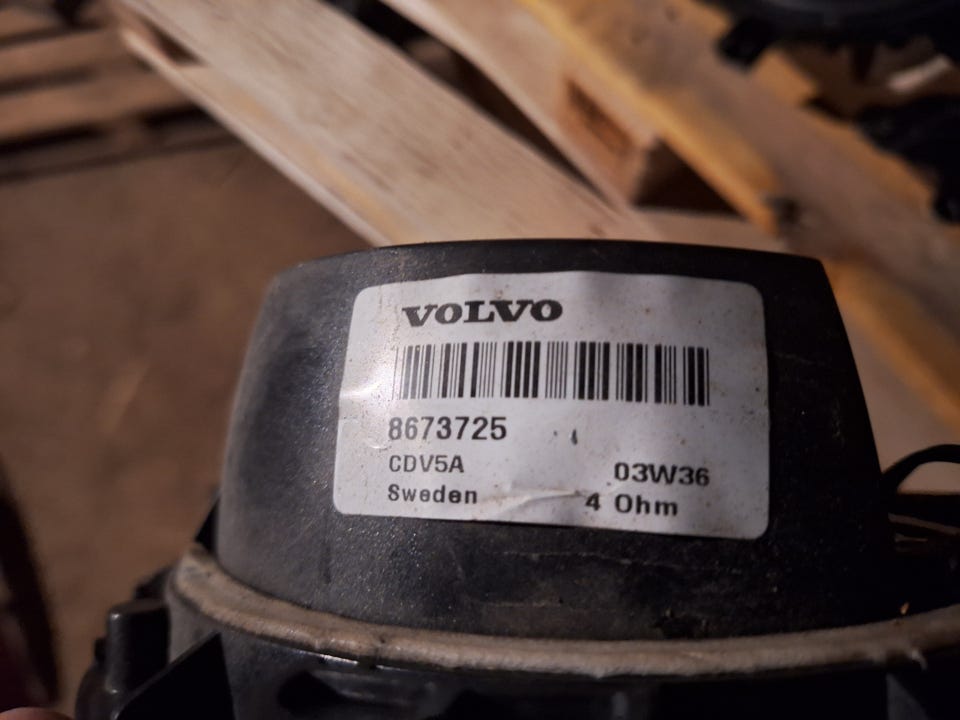 VOLVO
8673725
CDV5A 03W36
Sweden 4 Ohm